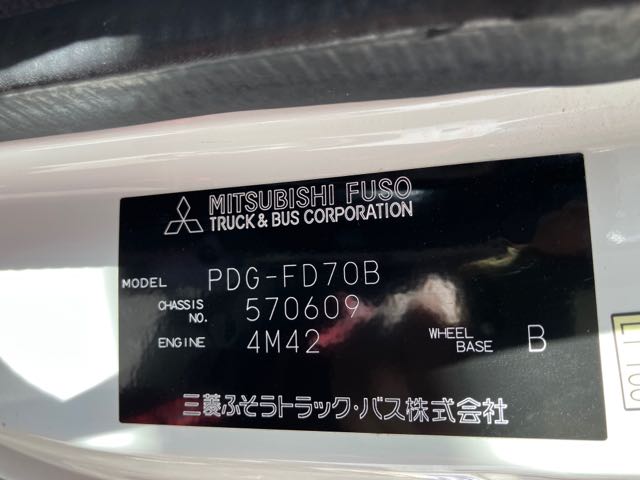 MITSUBISHI FUSO
TRUCK & BUS CORPORATION
MODEL PDG-FD70B
CHASSIS NO. 570609
ENGINE 4M42 WHEEL BASE B
三菱ふそうトラック・バス株式会社